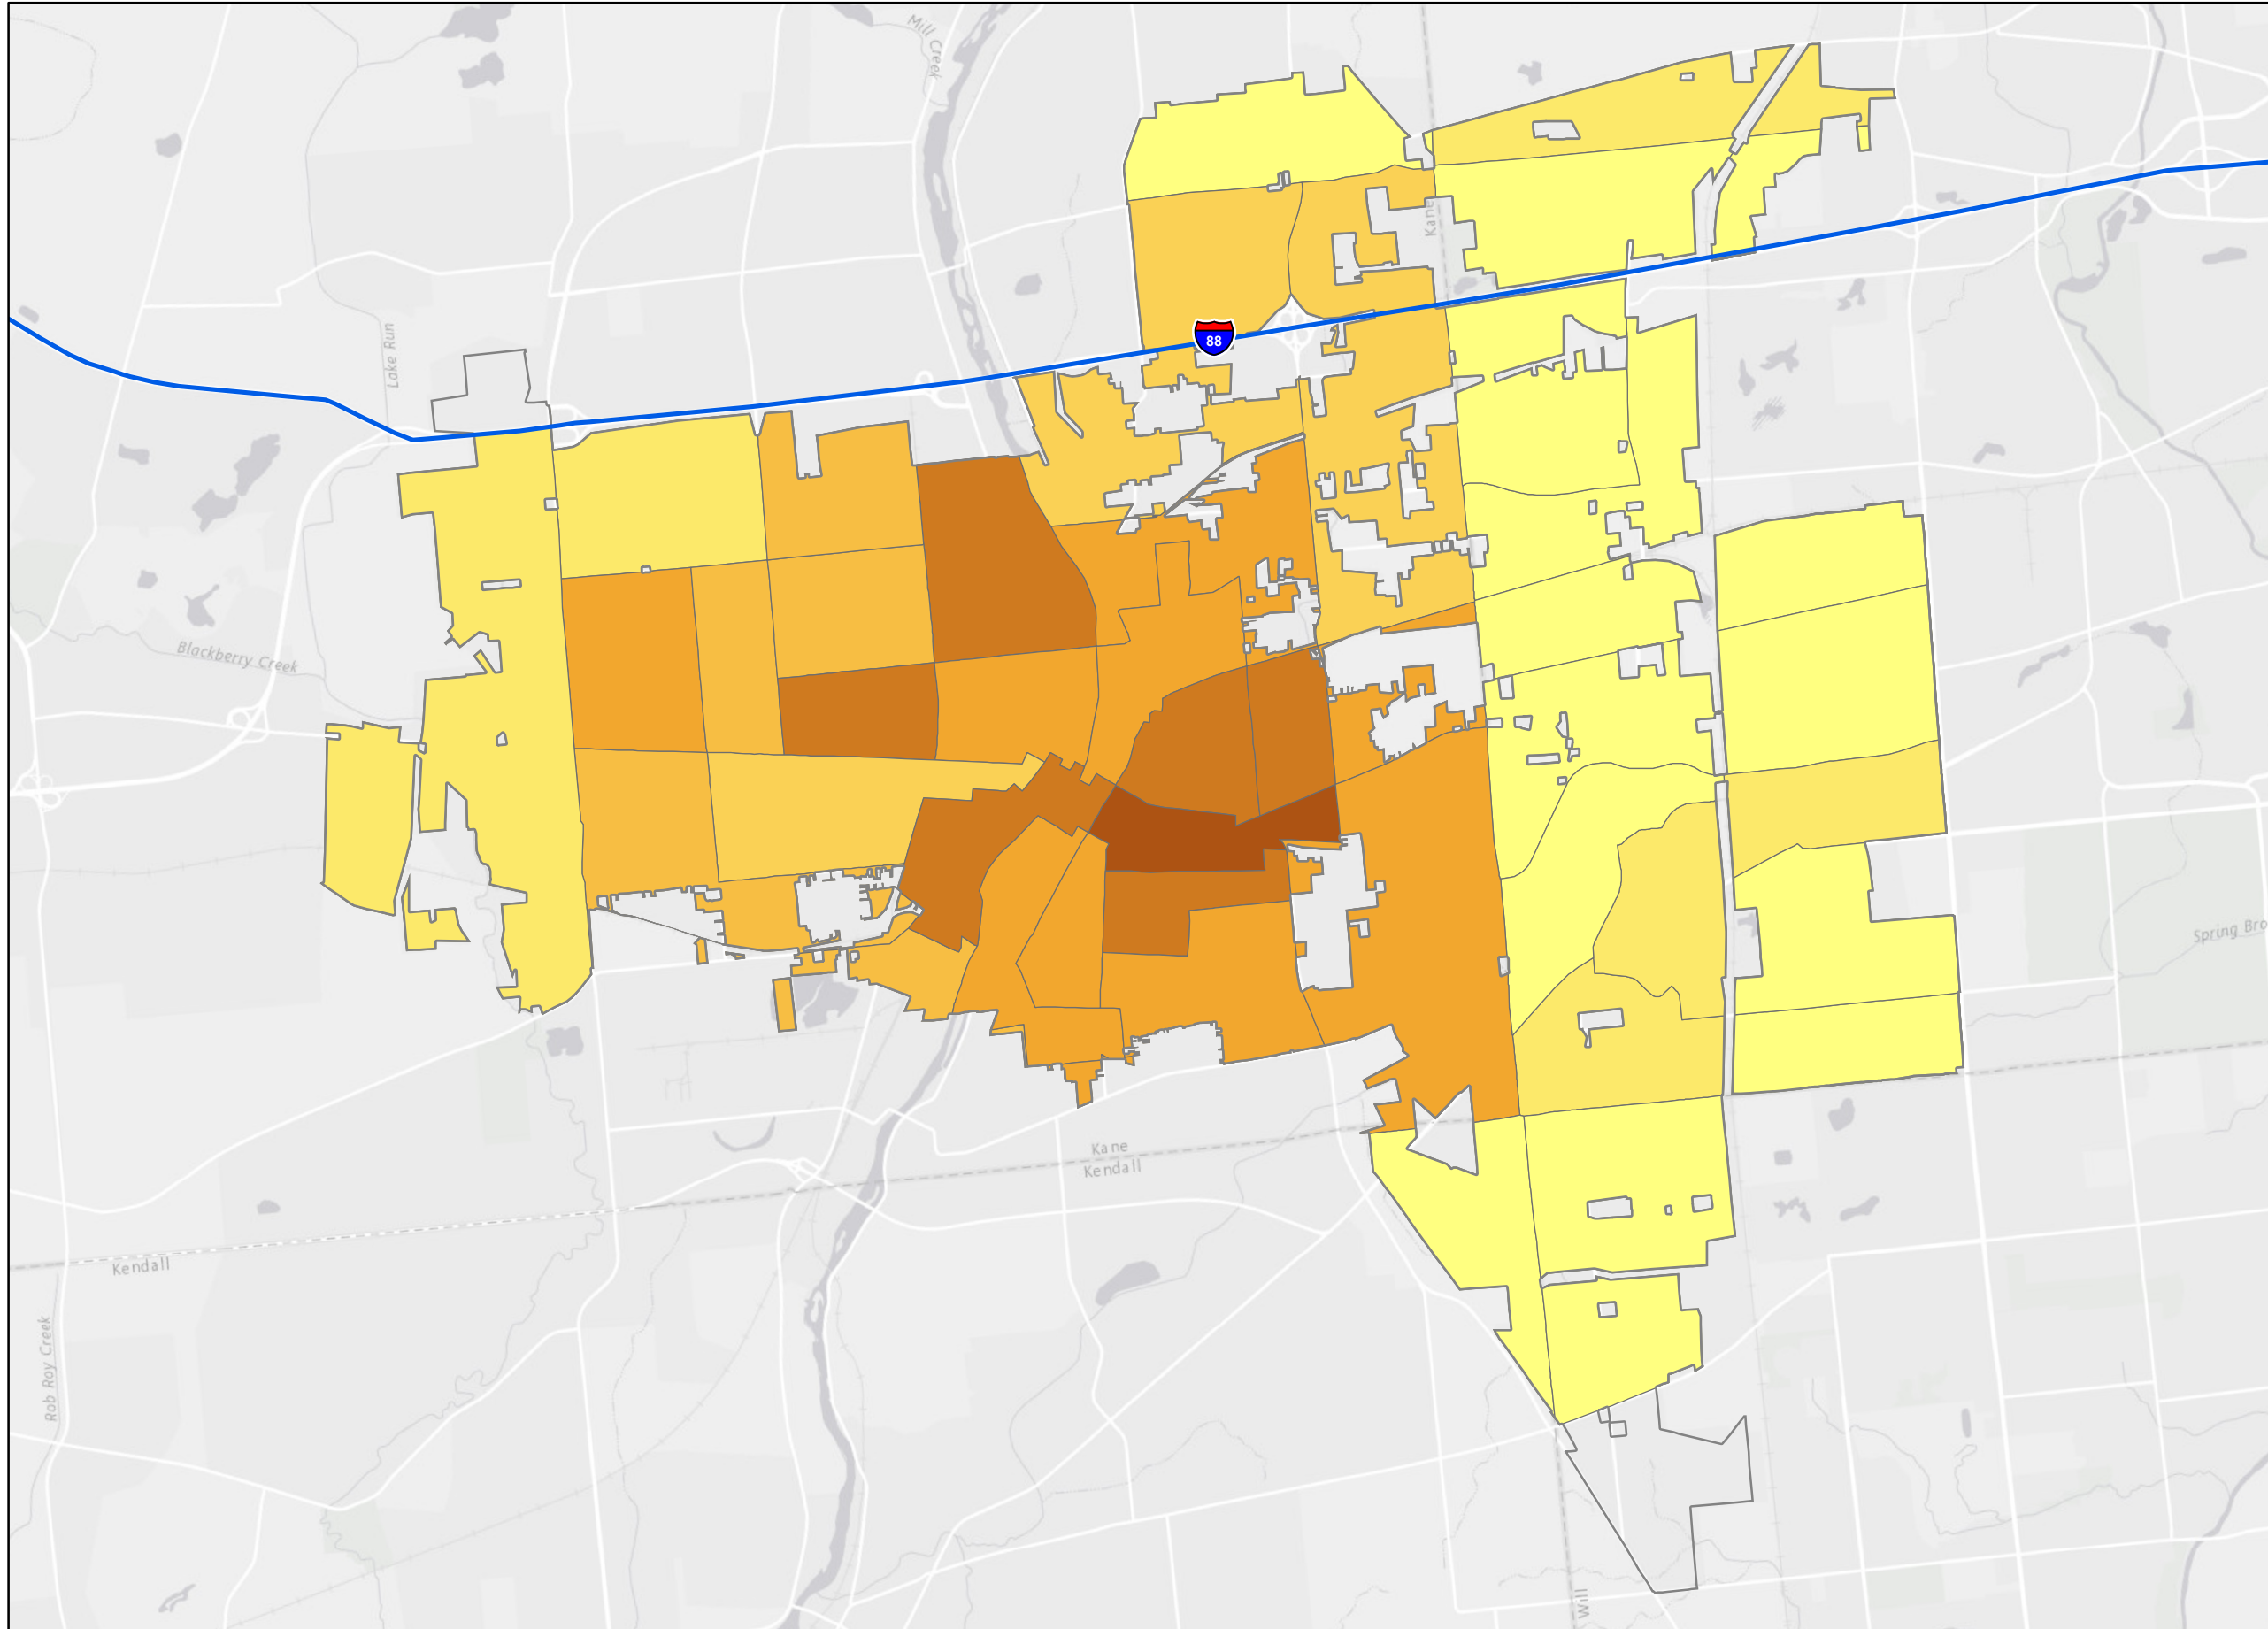 Mill Creek
Kane
88
Lake Run
Blackberry Creek
Spring Bro
Kane
Kendall
Kendall
Rob Roy Creek
Will